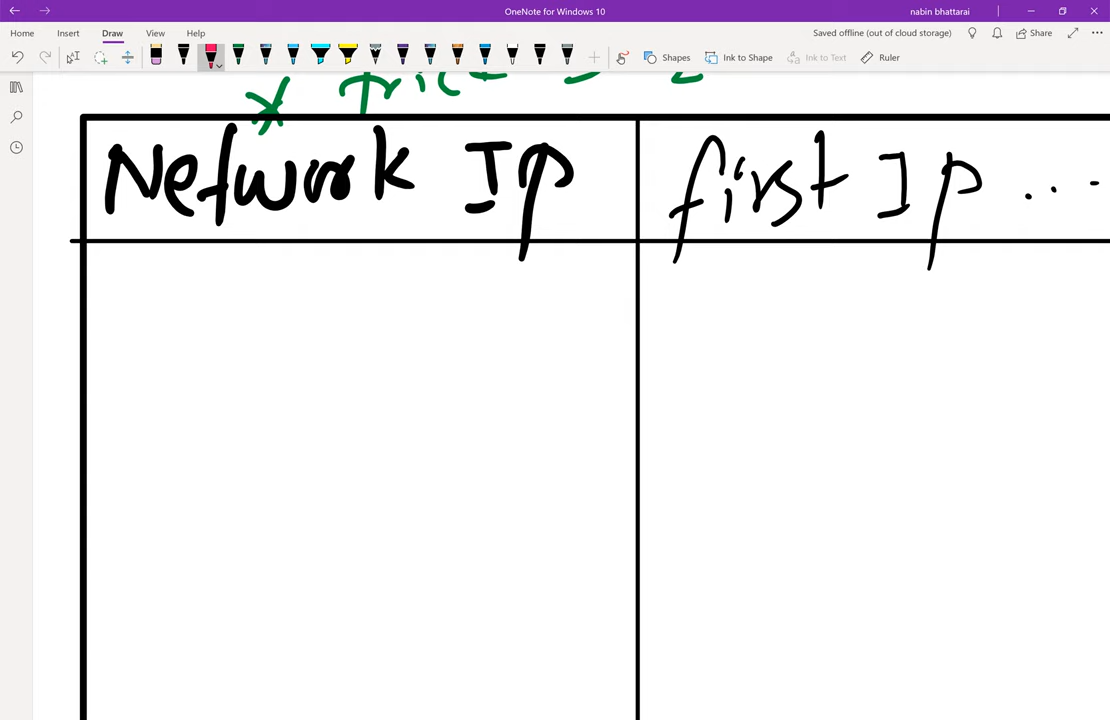 OneNote for Windows 10
nabin bhattarai
Home Insert Draw View Help
Saved offline (out of cloud storage)
Share
Shapes
Ink to Shape
Ink to Text
Ruler
Network Ip
first Ip ...